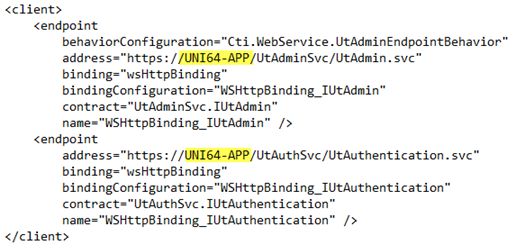 <client>
<endpoint
behaviorConfiguration="Cti.WebService.UtAdminEndpointBehavior"
address="https://UNI64-APP/UtAdminSvc/UtAdmin.svc"
binding="wsHttpBinding"
bindingConfiguration="WSHttpBinding_IUtAdmin"
contract="UtAdminSvc.IUtAdmin"
name="WSHttpBinding_IUtAdmin" />
<endpoint
address="https://UNI64-APP/UtAuthSvc/UtAuthentication.svc"
binding="wsHttpBinding"
bindingConfiguration="WSHttpBinding_IUtAuthentication"
contract="UtAuthSvc.IUtAuthentication"
name="WSHttpBinding_IUtAuthentication" />
</client>